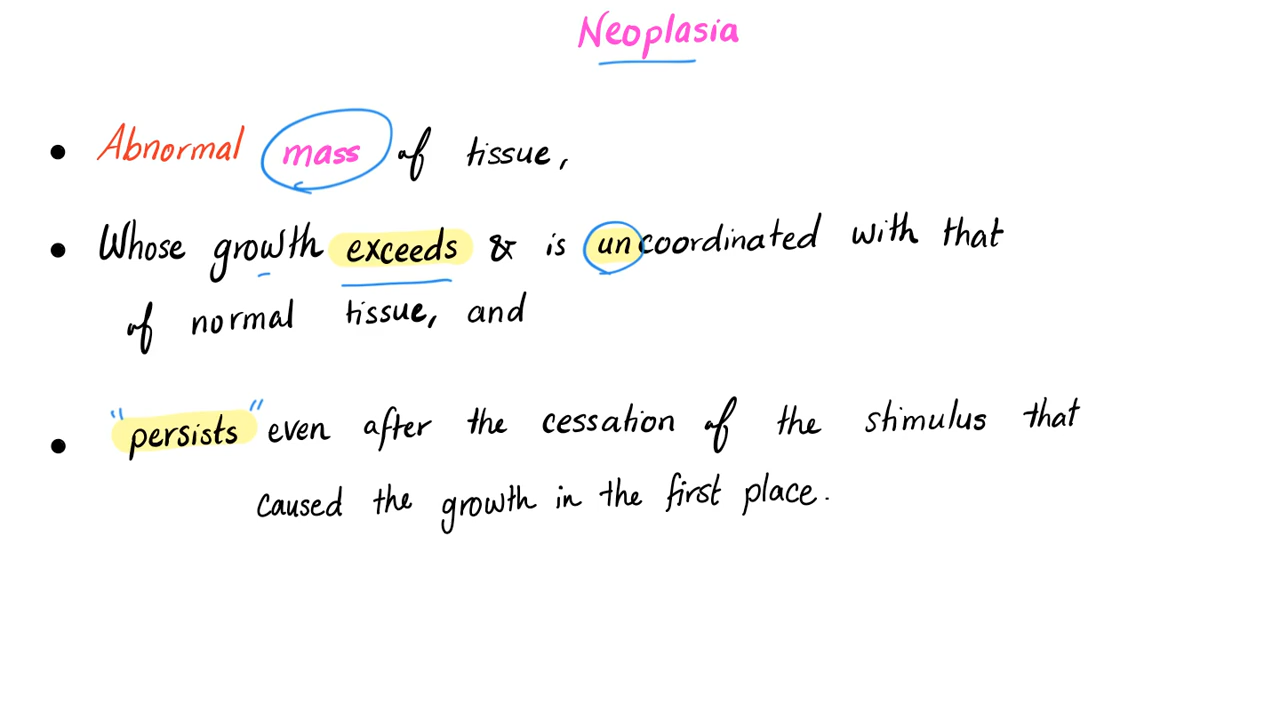 Neoplasia
• Abnormal mass of tissue,
• Whose growth exceeds & is uncoordinated with that
of normal tissue, and
• "persists" even after the cessation of the stimulus that
caused the growth in the first place.